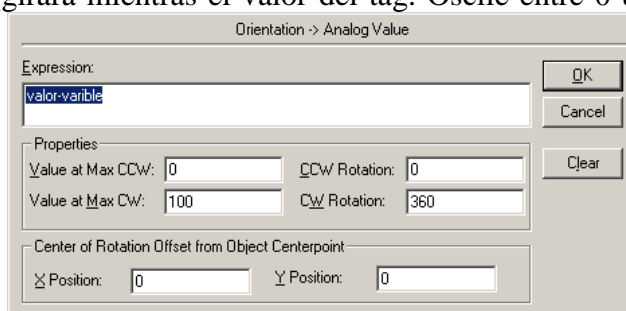 girará mientras el valor del tag. Oscile entre 0
Orientation -> Analog Value
Expression:
valor-varible
OK
Cancel
Clear
Properties
Value at Max CCW: 0 CCW Rotation: 0
Value at Max CW: 100 CW Rotation: 360
Center of Rotation Offset from Object Centerpoint
X Position: 0 Y Position: 0